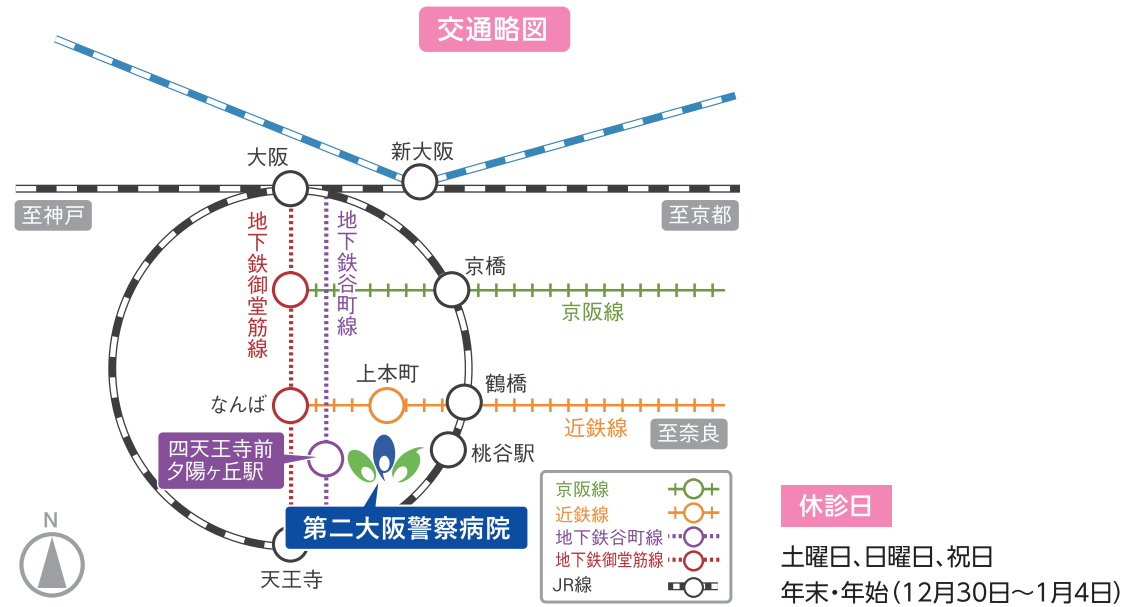 交通略図
大阪
新大阪
至神戸
至京都
地下鉄御堂筋線
地下鉄谷町線
京橋
京阪線
上本町
鶴橋
なんば
近鉄線
至奈良
四天王寺前
夕陽ヶ丘駅
桃谷駅
第二大阪警察病院
天王寺
N
京阪線
近鉄線
地下鉄谷町線
地下鉄御堂筋線
JR線
休診日
土曜日、日曜日、祝日
年末・年始（12月30日〜1月4日）